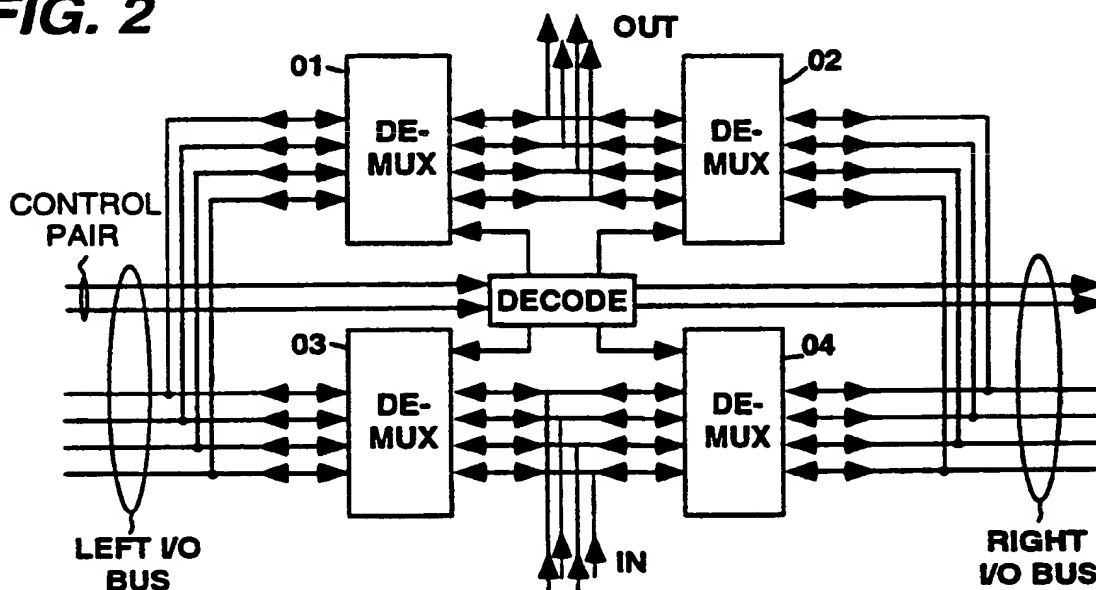 FIG. 2
OUT
01
02
DE-
MUX
DE-
MUX
CONTROL
PAIR
DECODE
03
04
DE-
MUX
DE-
MUX
LEFT I/O
BUS
IN
RIGHT
I/O BUS